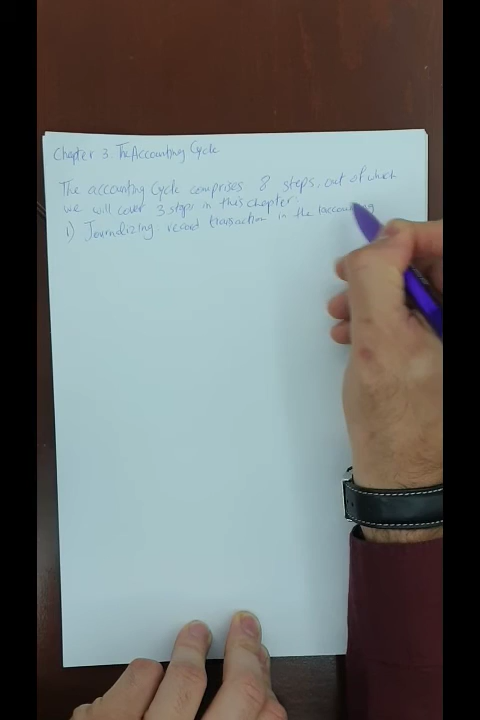 Chapter 3 The Accounting Cycle
The accounting cycle comprises 8 steps, out of which
we will cover 3 steps in this chapter:
1) Journalizing record transaction in the